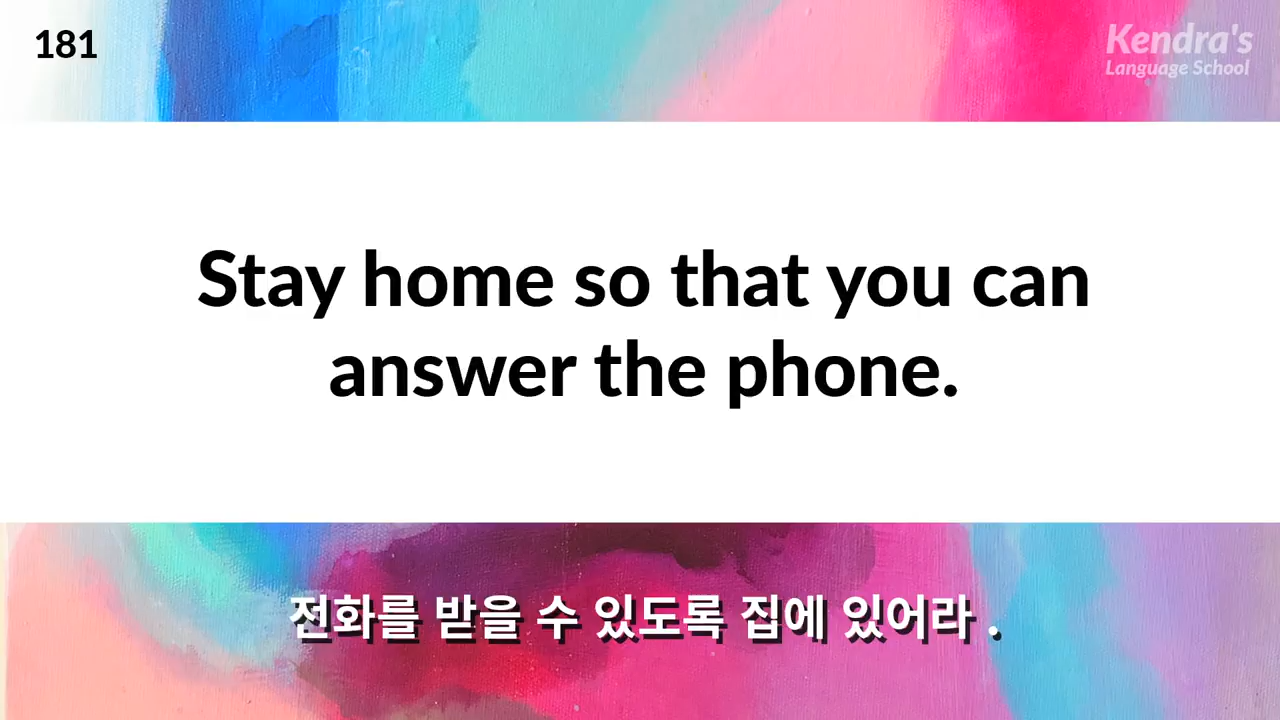 181
Kendra's
Language School
Stay home so that you can
answer the phone.
전화를 받을 수 있도록 집에 있어라 .